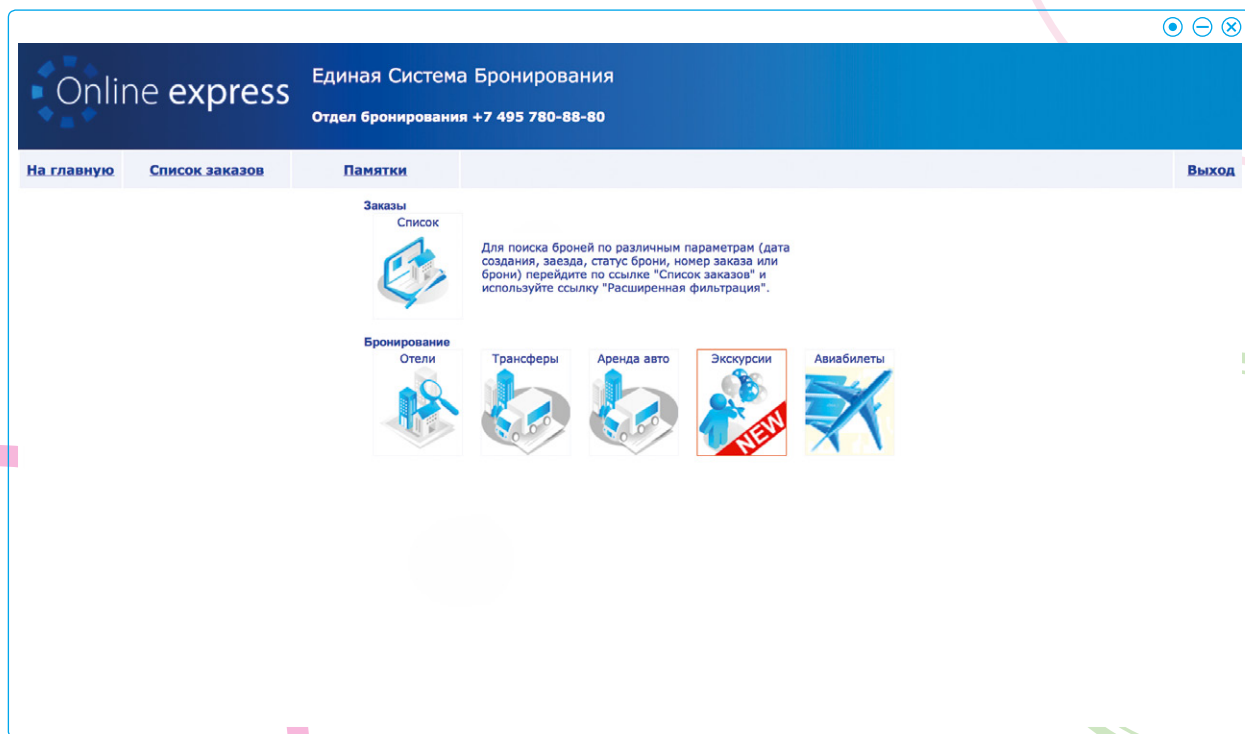 Online express
Единая Система Бронирования
Отдел бронирования +7 495 780-88-80
На главную
Список заказов
Памятки
Выход
Заказы
Список
Для поиска броней по различным параметрам (дата
создания, заезда, статус брони, номер заказа или
брони) перейдите по ссылке "Список заказов" и
используйте ссылку "Расширенная фильтрация".
Бронирование
Отели
Трансферы
Аренда авто
Экскурсии
Авиабилеты
NEW